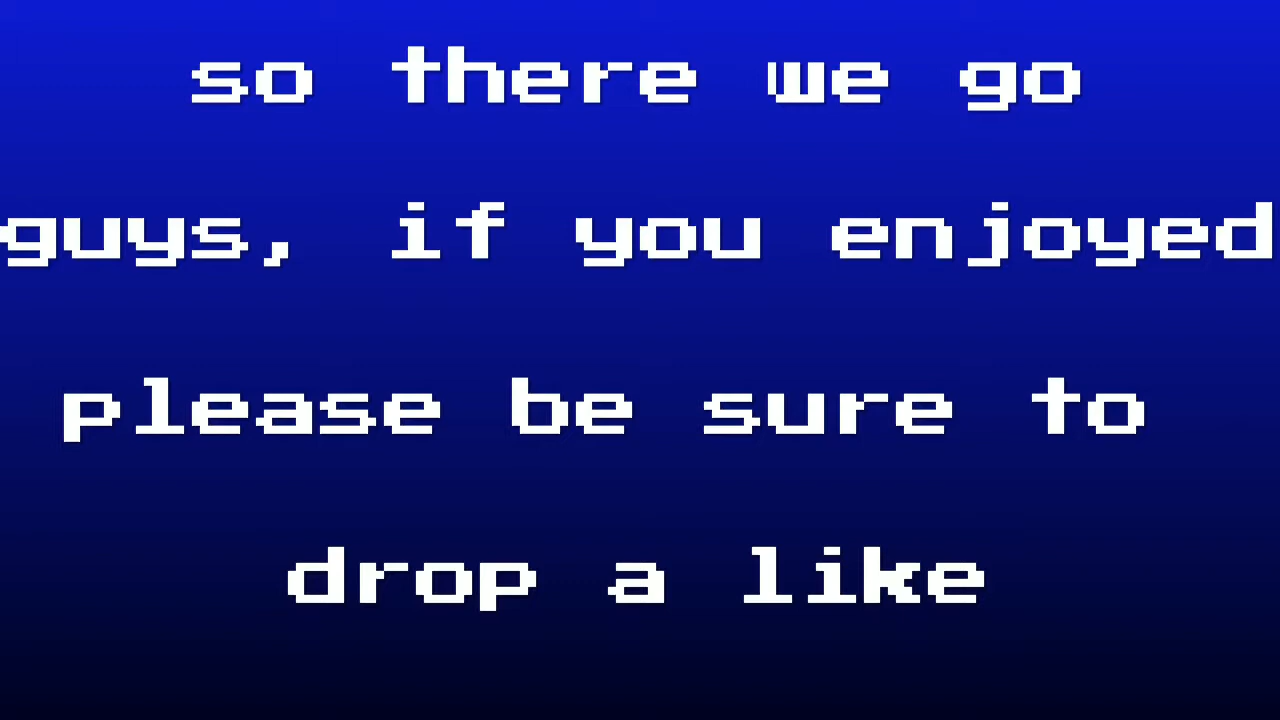 so there we go
guys, if you enjoyed
please be sure to
drop a like